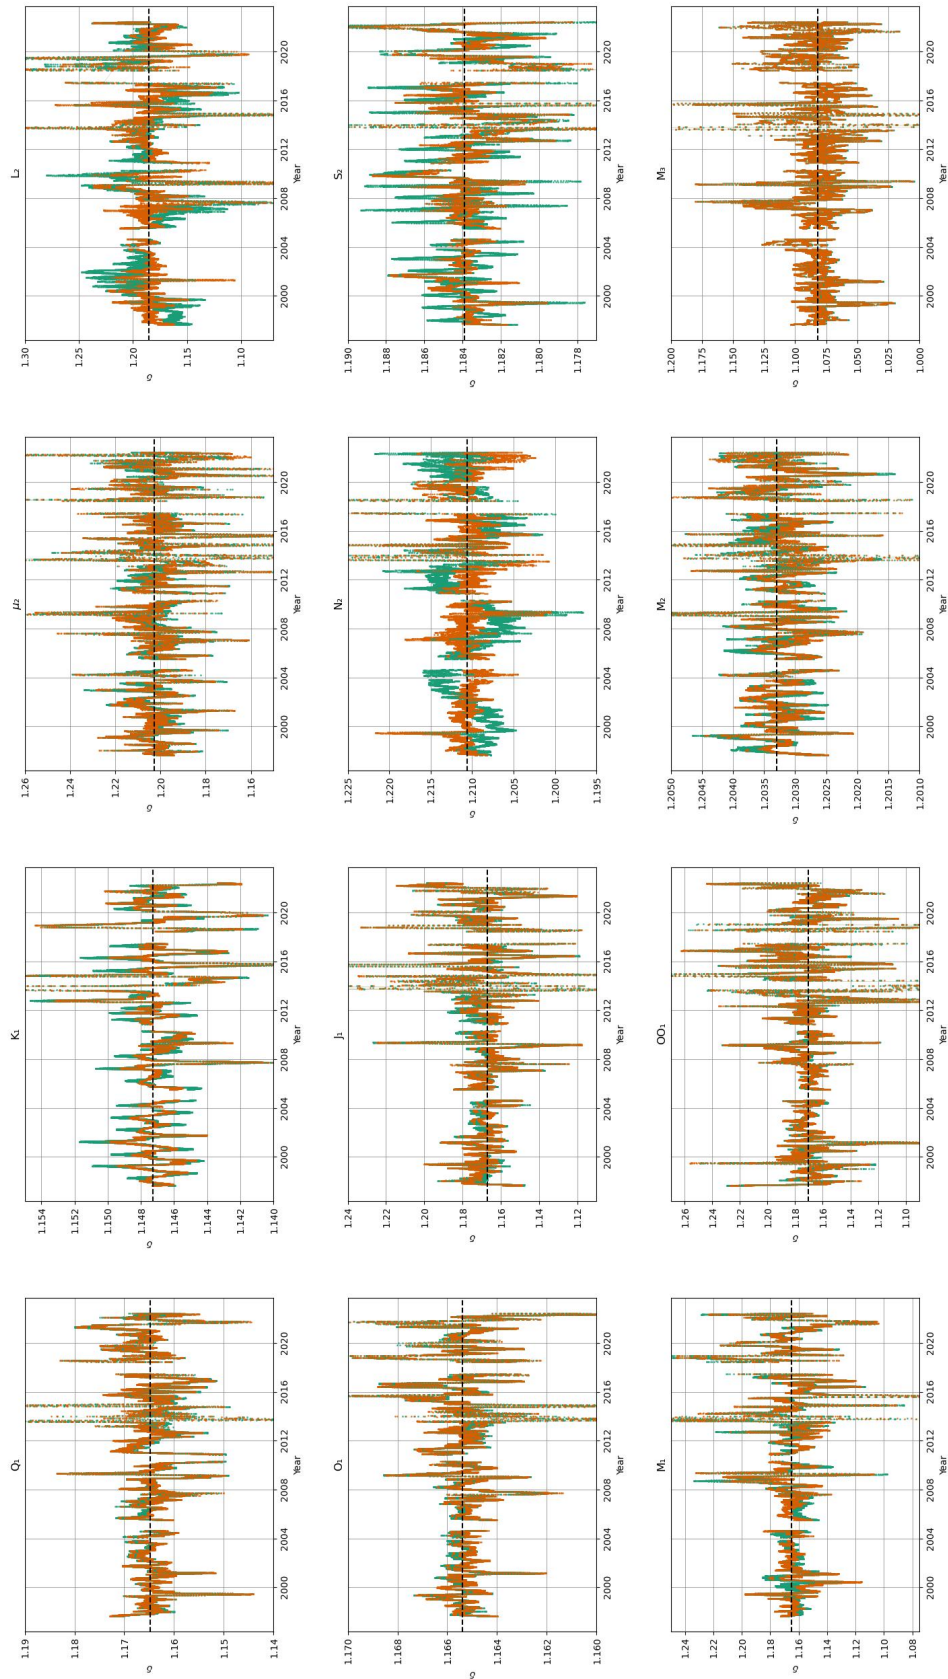 Q₁
δ
1.19
1.18
1.17
1.16
1.15
1.14
2000 2004 2008 2012 2016 2020
Year
K₁
δ
1.154
1.152
1.150
1.148
1.146
1.144
1.142
1.140
2000 2004 2008 2012 2016 2020
Year
μ₂
δ
1.26
1.24
1.22
1.20
1.18
1.16
2000 2004 2008 2012 2016 2020
Year
L₂
δ
1.30
1.25
1.20
1.15
1.10
2000 2004 2008 2012 2016 2020
Year
O₁
δ
1.170
1.168
1.166
1.164
1.162
1.160
2000 2004 2008 2012 2016 2020
Year
J₁
δ
1.24
1.22
1.20
1.18
1.16
1.14
1.12
2000 2004 2008 2012 2016 2020
Year
N₂
δ
1.225
1.220
1.215
1.210
1.205
1.200
1.195
2000 2004 2008 2012 2016 2020
Year
S₂
δ
1.190
1.188
1.186
1.184
1.182
1.180
1.178
2000 2004 2008 2012 2016 2020
Year
M₁
δ
1.24
1.22
1.20
1.18
1.16
1.14
1.12
1.10
1.08
2000 2004 2008 2012 2016 2020
Year
OO₁
δ
1.26
1.24
1.22
1.20
1.18
1.16
1.14
1.12
1.10
2000 2004 2008 2012 2016 2020
Year
M₂
δ
1.2050
1.2045
1.2040
1.2035
1.2030
1.2025
1.2020
1.2015
1.2010
2000 2004 2008 2012 2016 2020
Year
M₃
δ
1.200
1.175
1.150
1.125
1.100
1.075
1.050
1.025
1.000
2000 2004 2008 2012 2016 2020
Year